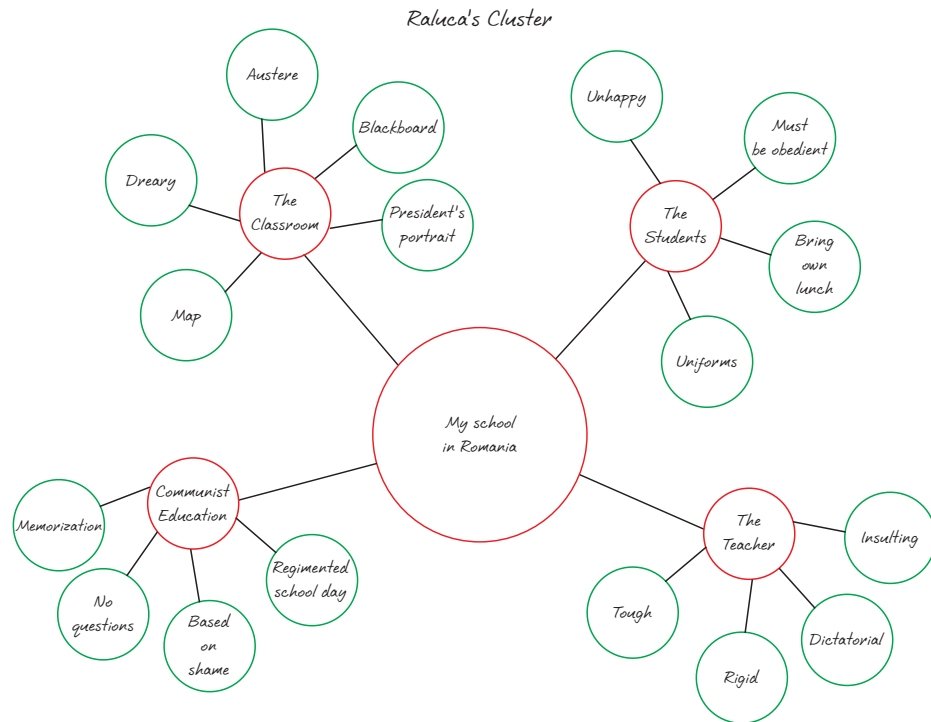 Raluca's Cluster
Austere
Blackboard
Dreary
The
Classroom
President's
portrait
Map
Unhappy
Must
be obedient
The
Students
Bring
own
lunch
Uniforms
My school
in Romania
Communist
Education
Memorization
No
questions
Based
on
shame
Regimented
school day
The
Teacher
Insulting
Tough
Dictatorial
Rigid